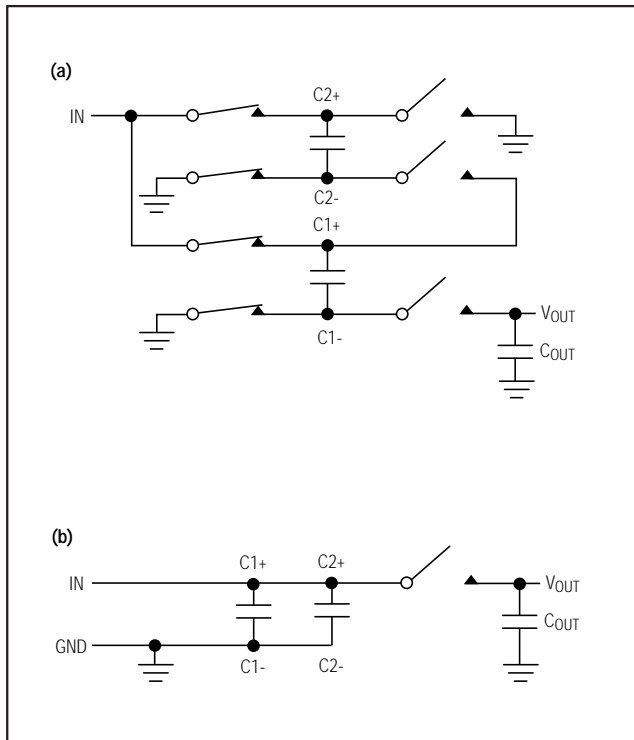 (a)
C2+
IN
C2-
C1+
VOUT
COUT
C1-
(b)
C1+ C2+
IN VOUT
COUT
GND
C1- C2-